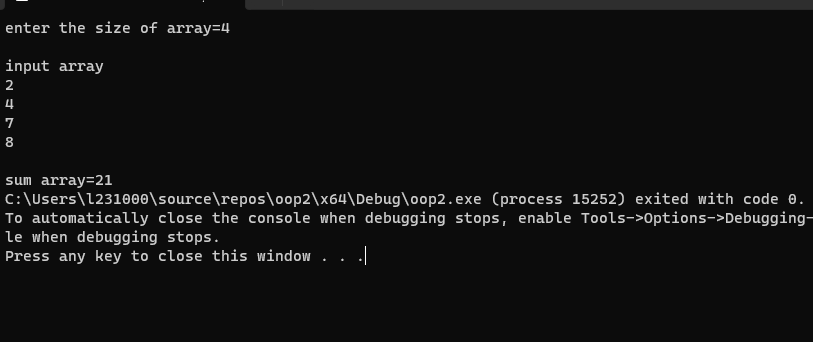 enter the size of array=4
input array
2
4
7
8
sum array=21
C:\Users\l231000\source\repos\oop2\x64\Debug\oop2.exe (process 15252) exited with code 0.
To automatically close the console when debugging stops, enable Tools->Options->Debugging-
le when debugging stops.
Press any key to close this window . . .